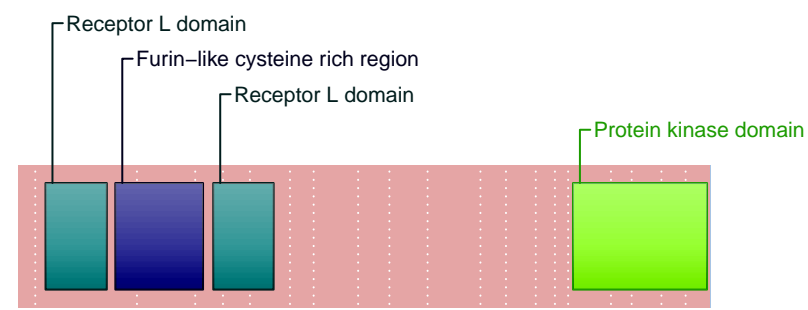 Receptor L domain
Furin−like cysteine rich region
Receptor L domain
Protein kinase domain